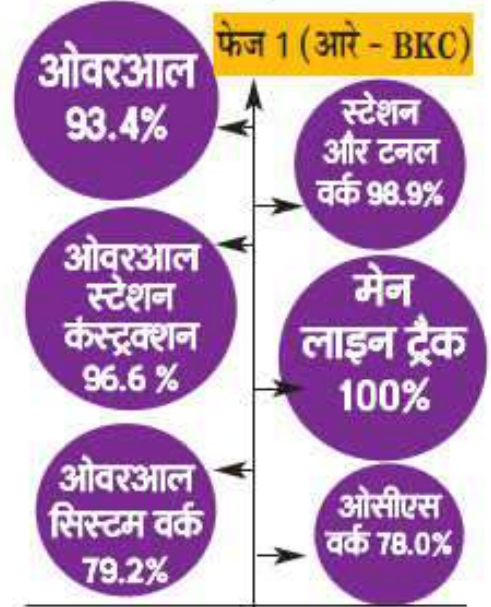 फेज 1 (आरे - BKC)
ओवरआल
93.4%
स्टेशन
और टनल
वर्क 98.9%
ओवरआल
स्टेशन
कंस्ट्रक्शन
96.6 %
मेन
लाइन ट्रैक
100%
ओवरआल
सिस्टम वर्क
79.2%
ओसीएस
वर्क 78.0%